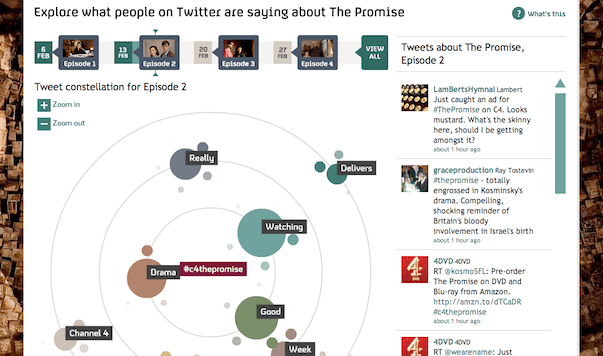 Explore what people on Twitter are saying about The Promise
? What's this
6 FEB
Episode 1
13 FEB
Episode 2
20 FEB
Episode 3
27 FEB
Episode 4
VIEW ALL
Tweet constellation for Episode 2
Zoom in
Zoom out
Really
Delivers
Watching
Drama
#c4thepromise
Good
Channel 4
Week
Tweets about The Promise,
Episode 2
LamBertsHymnal Lambert
Just caught an ad for
#ThePromise on C4. Looks
mustard. What's the skinny
here, should I be getting
amongst it?
about 1 hour ago
graceproduction Ray Tostevin
#thepromise - totally
engrossed in Kosminsky's
drama. Compelling,
shocking reminder of
Britain's bloody
involvement in Israel's birth
about 1 hour ago
4DVD 4DVD
RT @kosmoSFL: Pre-order
The Promise on DVD and
Blu-ray from Amazon.
http://amzn.to/dTCaDR
#c4thepromise
about 1 hour ago
4DVD 4DVD
RT @wearename: Just